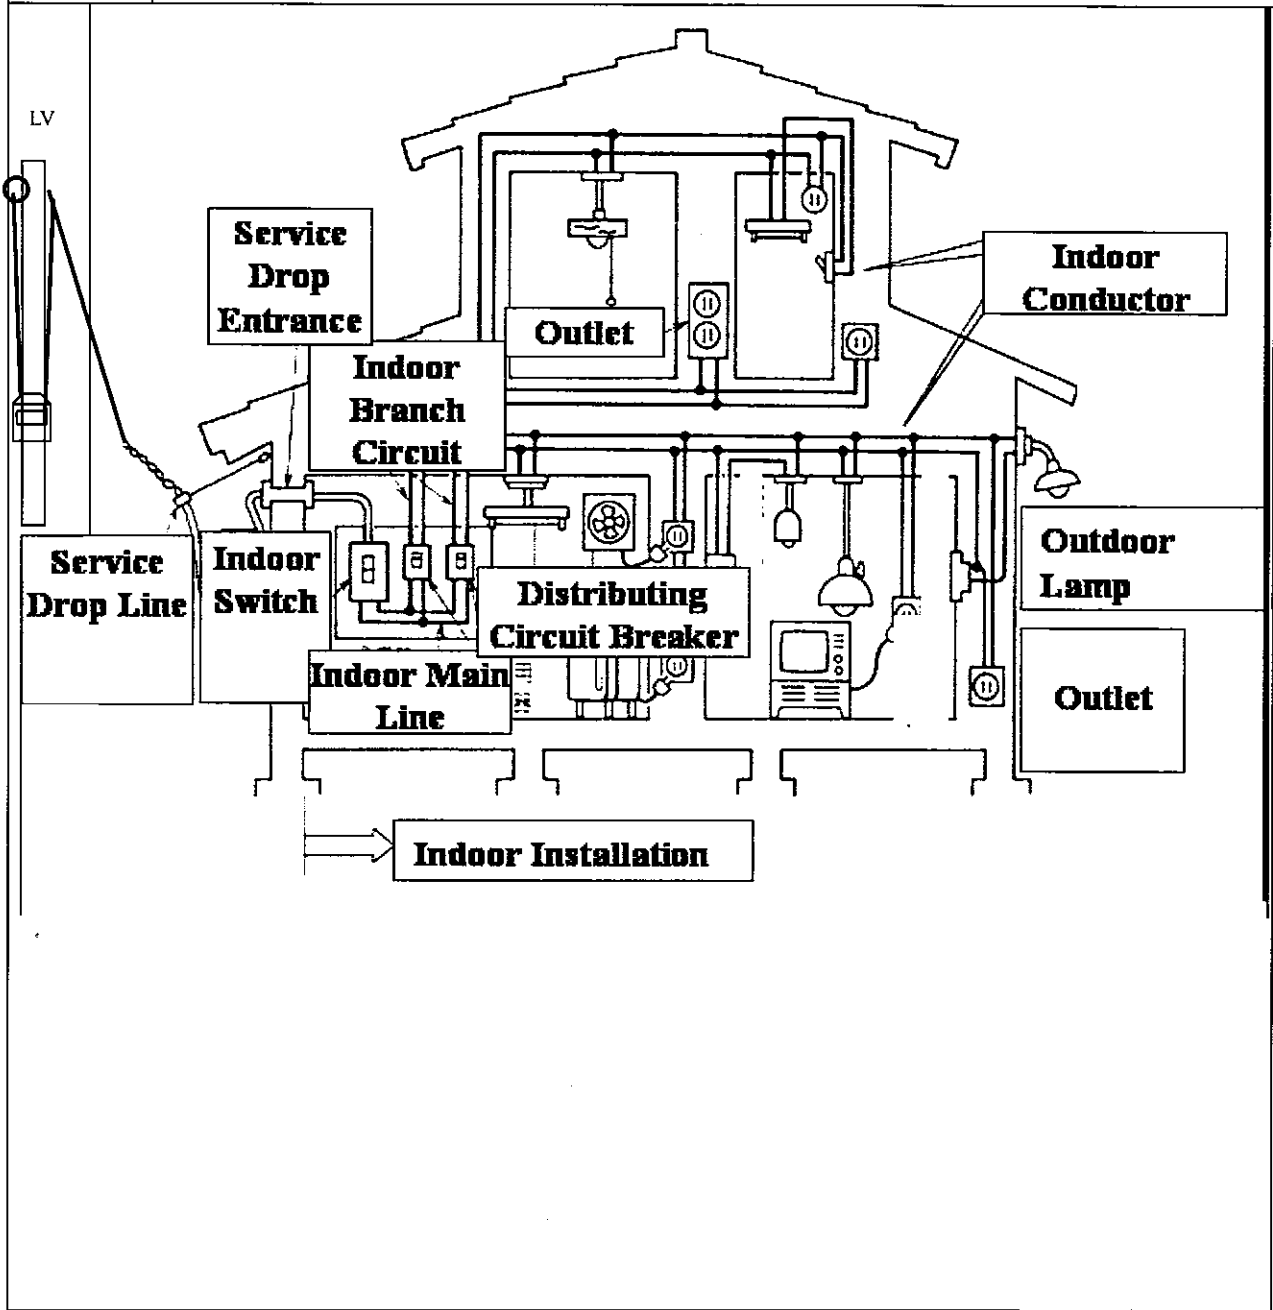 LV
Service
Drop
Entrance
Indoor
Conductor
Outlet
Indoor
Branch
Circuit
Service
Drop Line
Indoor
Switch
Distributing
Circuit Breaker
Outdoor
Lamp
Indoor Main
Line
Outlet
Indoor Installation